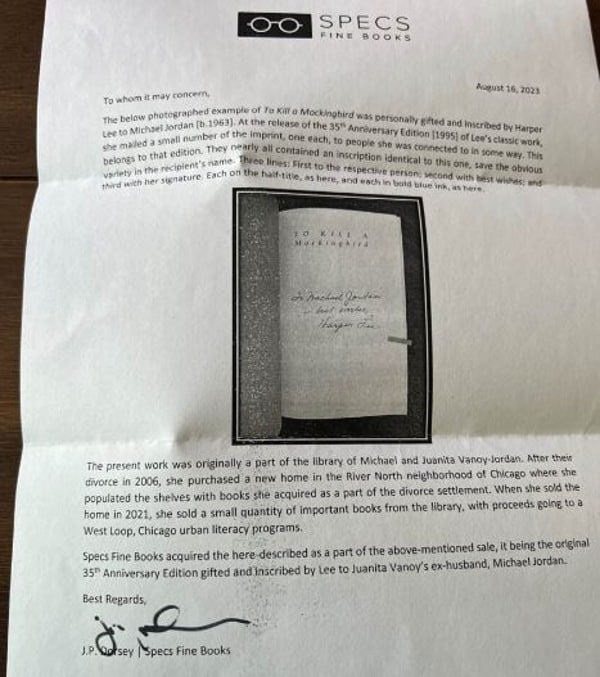 SPECS
FINE BOOKS
August 16, 2023
To whom it may concern,
The below photographed example of To Kill a Mockingbird was personally gifted and inscribed by Harper
Lee to Michael Jordan [b.1963]. At the release of the 35th Anniversary Edition [1995] of Lee's classic work,
she mailed a small number of the imprint, one each, to people she was connected to in some way. This
belongs to that edition. They nearly all contained an inscription identical to this one, save the obvious
variety in the recipient's name. Three lines: First to the respective person; second with best wishes; and
third with her signature. Each on the half-title, as here, and each in bold blue ink, as here.
TO KILL A
Mockingbird
To Michael Jordan
best wishes,
Harper Lee
The present work was originally a part of the library of Michael and Juanita Vanoy-Jordan. After their
divorce in 2006, she purchased a new home in the River North neighborhood of Chicago where she
populated the shelves with books she acquired as a part of the divorce settlement. When she sold the
home in 2021, she sold a small quantity of important books from the library, with proceeds going to a
West Loop, Chicago urban literacy programs.
Specs Fine Books acquired the here-described as a part of the above-mentioned sale, it being the original
35th Anniversary Edition gifted and inscribed by Lee to Juanita Vanoy's ex-husband, Michael Jordan.
Best Regards,
J.P. Dorsey | Specs Fine Books